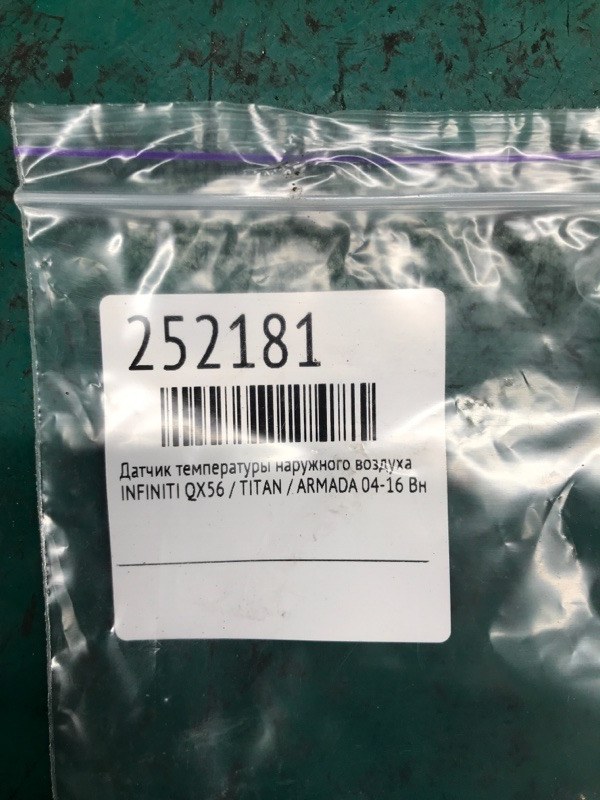 252181
Датчик температуры наружного воздуха
INFINITI QX56 / TITAN / ARMADA 04-16 Вн